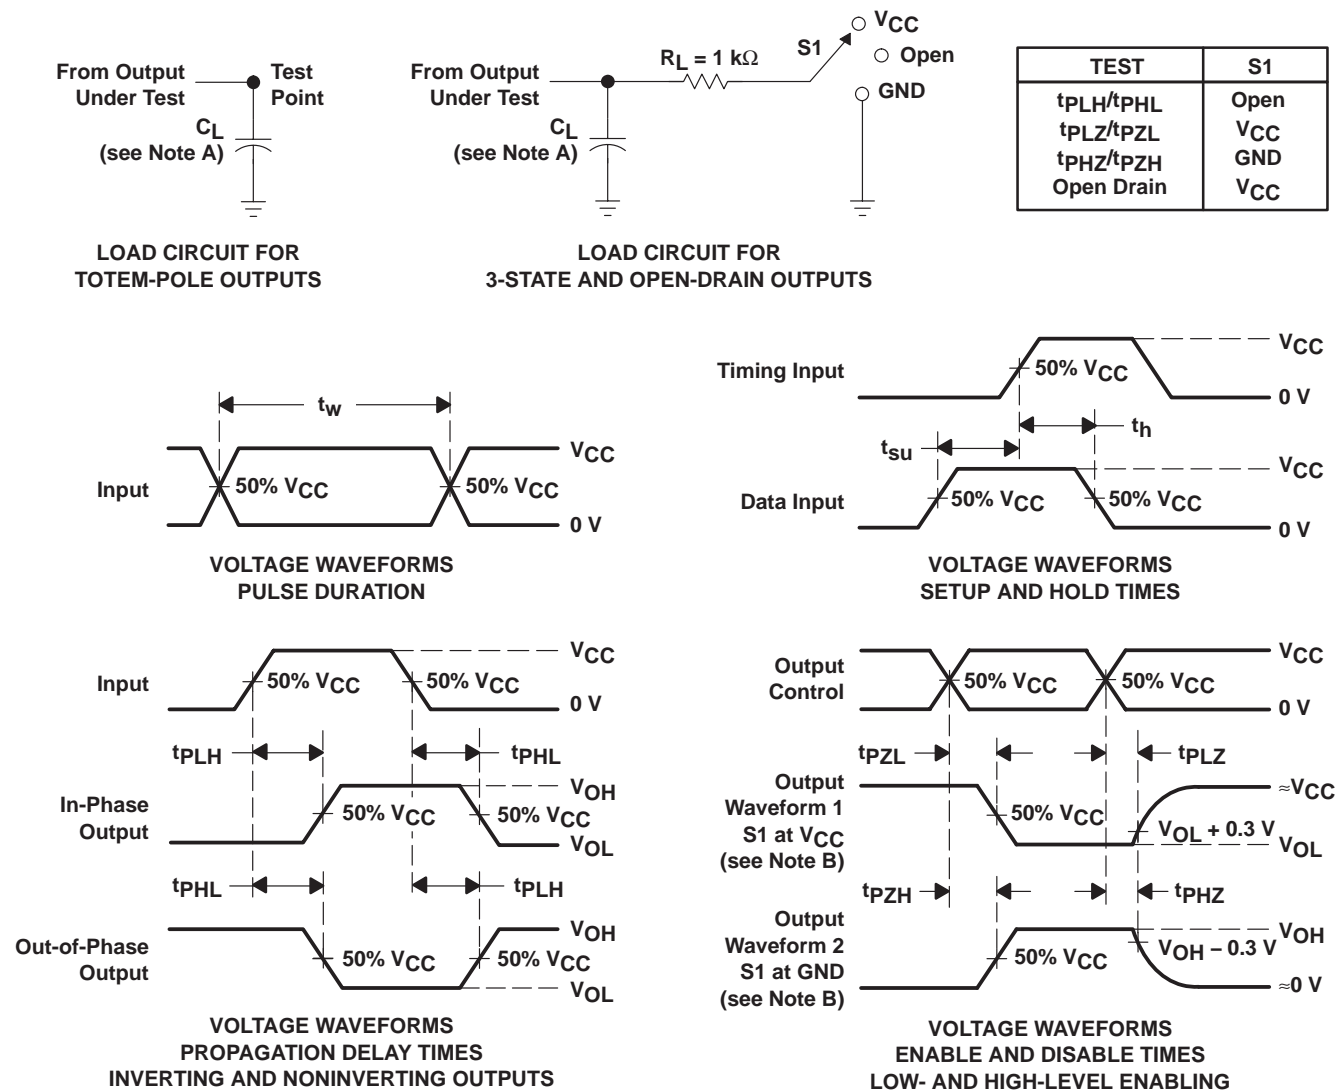 From Output
Under Test
Test
Point
CL
(see Note A)
LOAD CIRCUIT FOR
TOTEM-POLE OUTPUTS
From Output
Under Test
RL = 1 kΩ
S1
VCC
Open
GND
CL
(see Note A)
LOAD CIRCUIT FOR
3-STATE AND OPEN-DRAIN OUTPUTS
TEST S1
tPLH/tPHL Open
tPLZ/tPZL VCC
tPHZ/tPZH GND
Open Drain VCC
tw
Input
VCC
50% VCC
50% VCC
0 V
VOLTAGE WAVEFORMS
PULSE DURATION
Timing Input
VCC
50% VCC
0 V
th
tsu
Data Input
VCC
50% VCC
50% VCC
0 V
VOLTAGE WAVEFORMS
SETUP AND HOLD TIMES
Input
VCC
50% VCC
50% VCC
0 V
tPLH
tPHL
In-Phase
Output
VOH
50% VCC
50% VCC
VOL
tPHL
tPLH
Out-of-Phase
Output
VOH
50% VCC
50% VCC
VOL
VOLTAGE WAVEFORMS
PROPAGATION DELAY TIMES
INVERTING AND NONINVERTING OUTPUTS
Output
Control
VCC
50% VCC
50% VCC
0 V
tPZL
tPLZ
Output
Waveform 1
S1 at VCC
(see Note B)
≈VCC
50% VCC
VOL + 0.3 V
VOL
tPZH
tPHZ
Output
Waveform 2
S1 at GND
(see Note B)
VOH
50% VCC
VOH – 0.3 V
≈0 V
VOLTAGE WAVEFORMS
ENABLE AND DISABLE TIMES
LOW- AND HIGH-LEVEL ENABLING